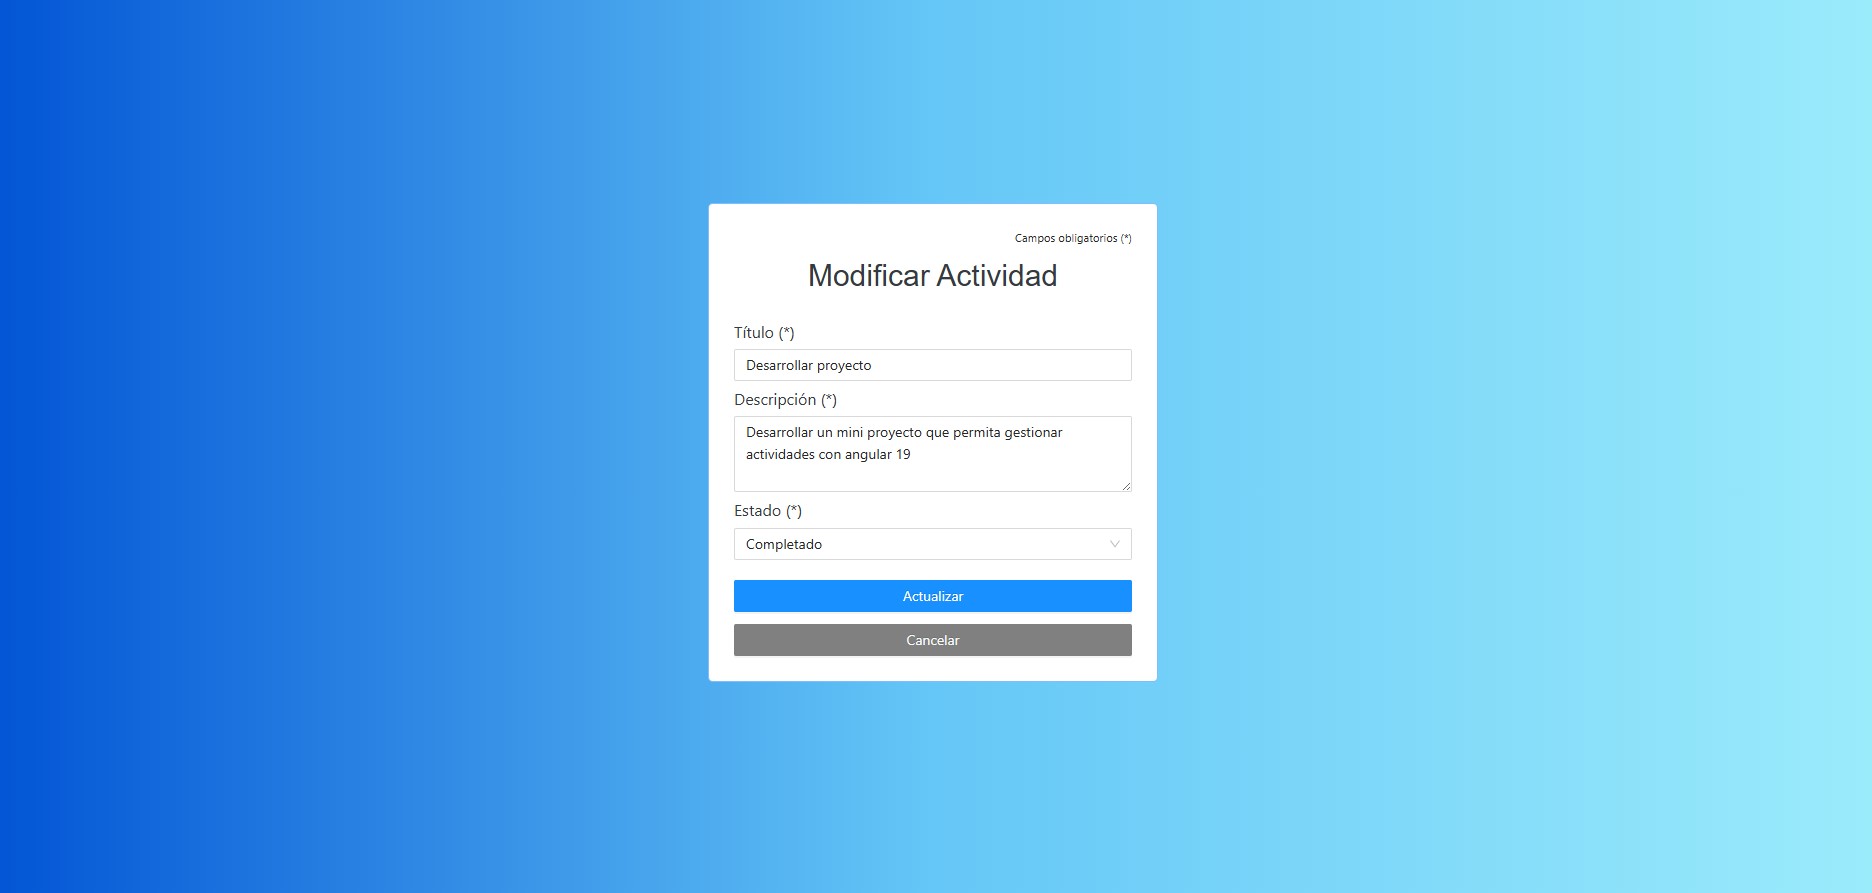 Campos obligatorios (*)
Modificar Actividad
Título (*)
Desarrollar proyecto
Descripción (*)
Desarrollar un mini proyecto que permita gestionar
actividades con angular 19
Estado (*)
Completado
Actualizar
Cancelar